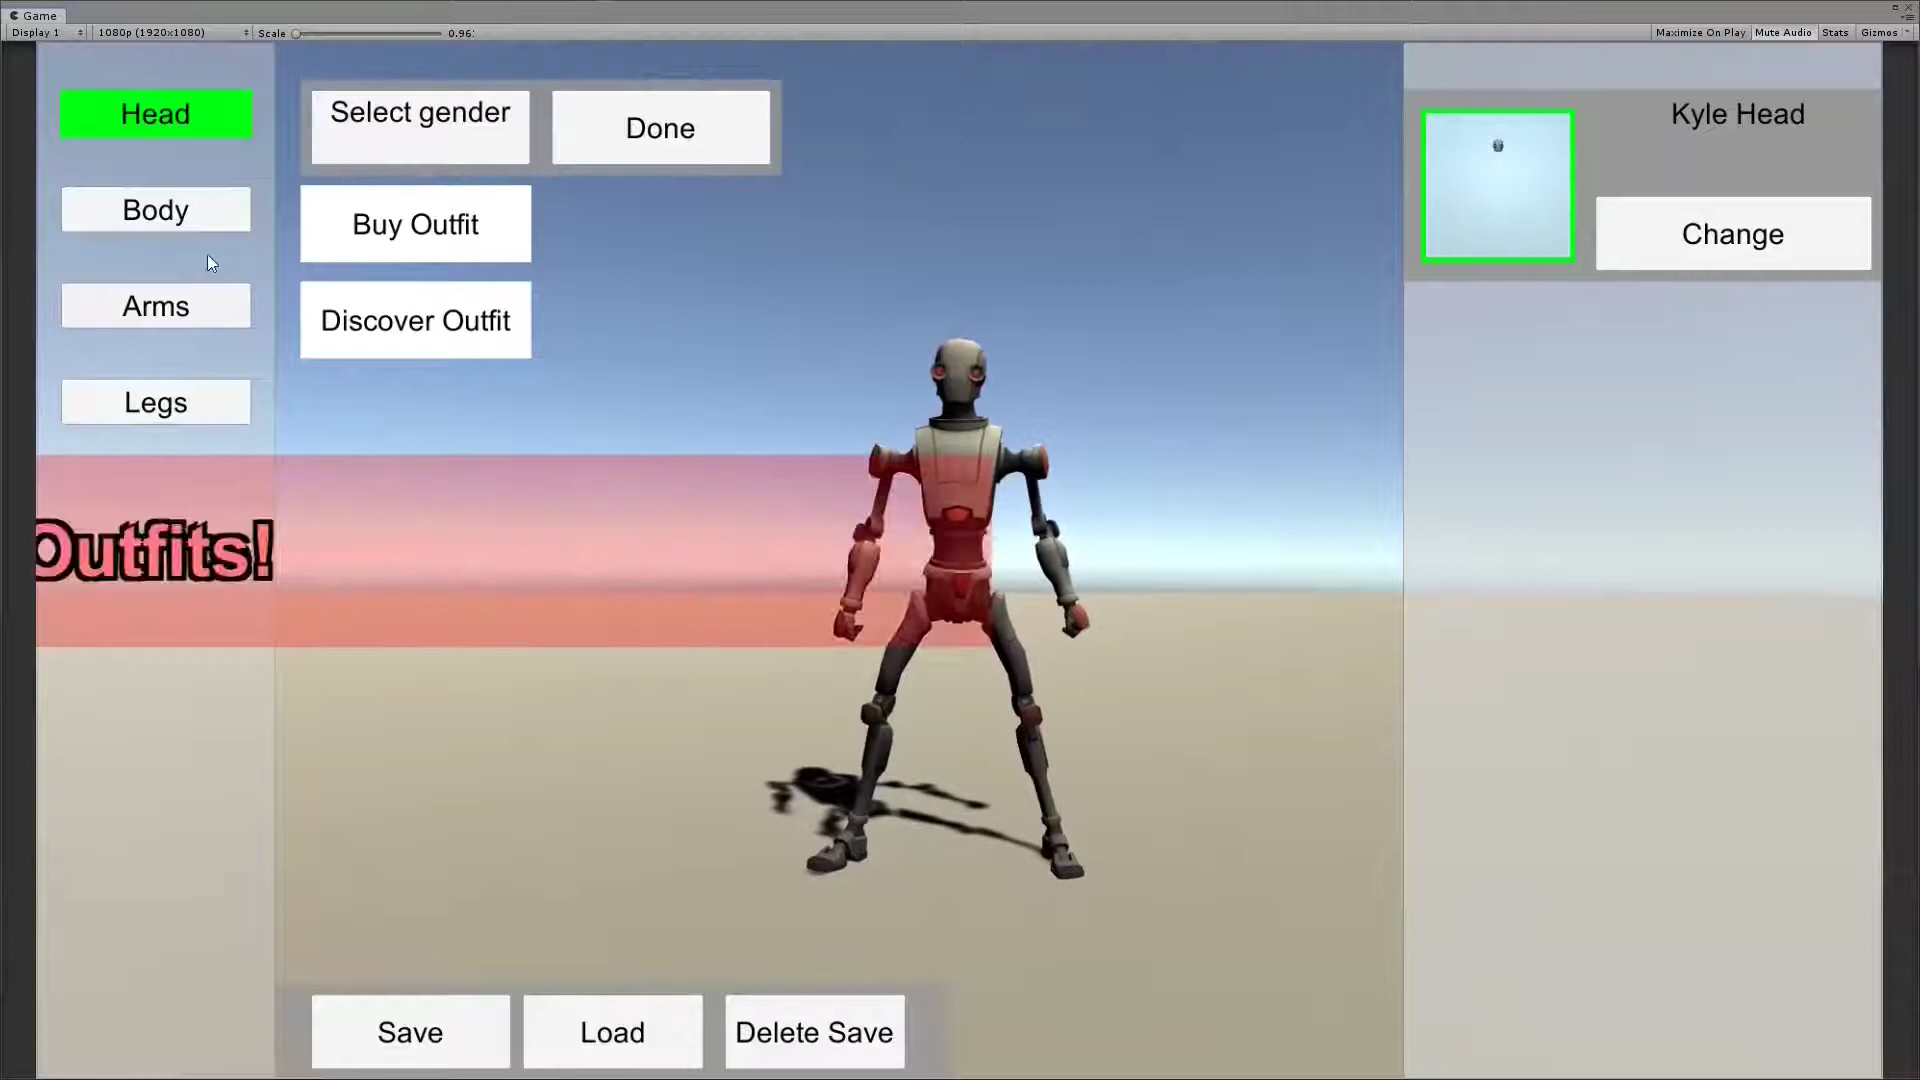 Game
Display 1
1080p (1920x1080)
Scale
0.96:
Maximize On Play
Mute Audio
Stats
Gizmos
Head
Body
Arms
Legs
Select gender
Done
Buy Outfit
Discover Outfit
Kyle Head
Change
Outfits!
Save
Load
Delete Save